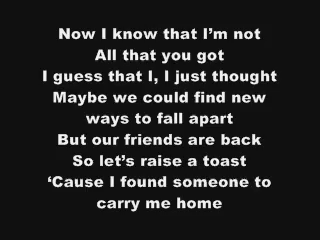 Now I know that I'm not
All that you got
I guess that I, I just thought
Maybe we could find new
ways to fall apart
But our friends are back
So let's raise a toast
‘Cause I found someone to
carry me home